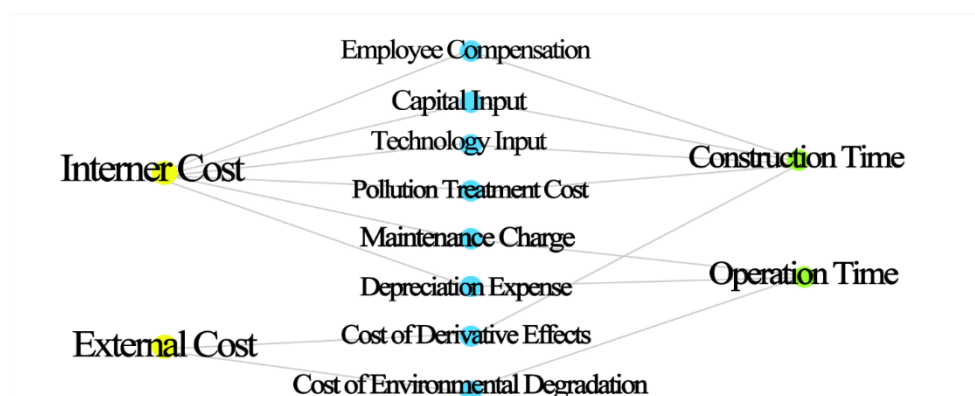 Employee Compensation
Capital Input
Technology Input
Interner Cost
Construction Time
Pollution Treatment Cost
Maintenance Charge
Operation Time
Depreciation Expense
External Cost
Cost of Derivative Effects
Cost of Environmental Degradation